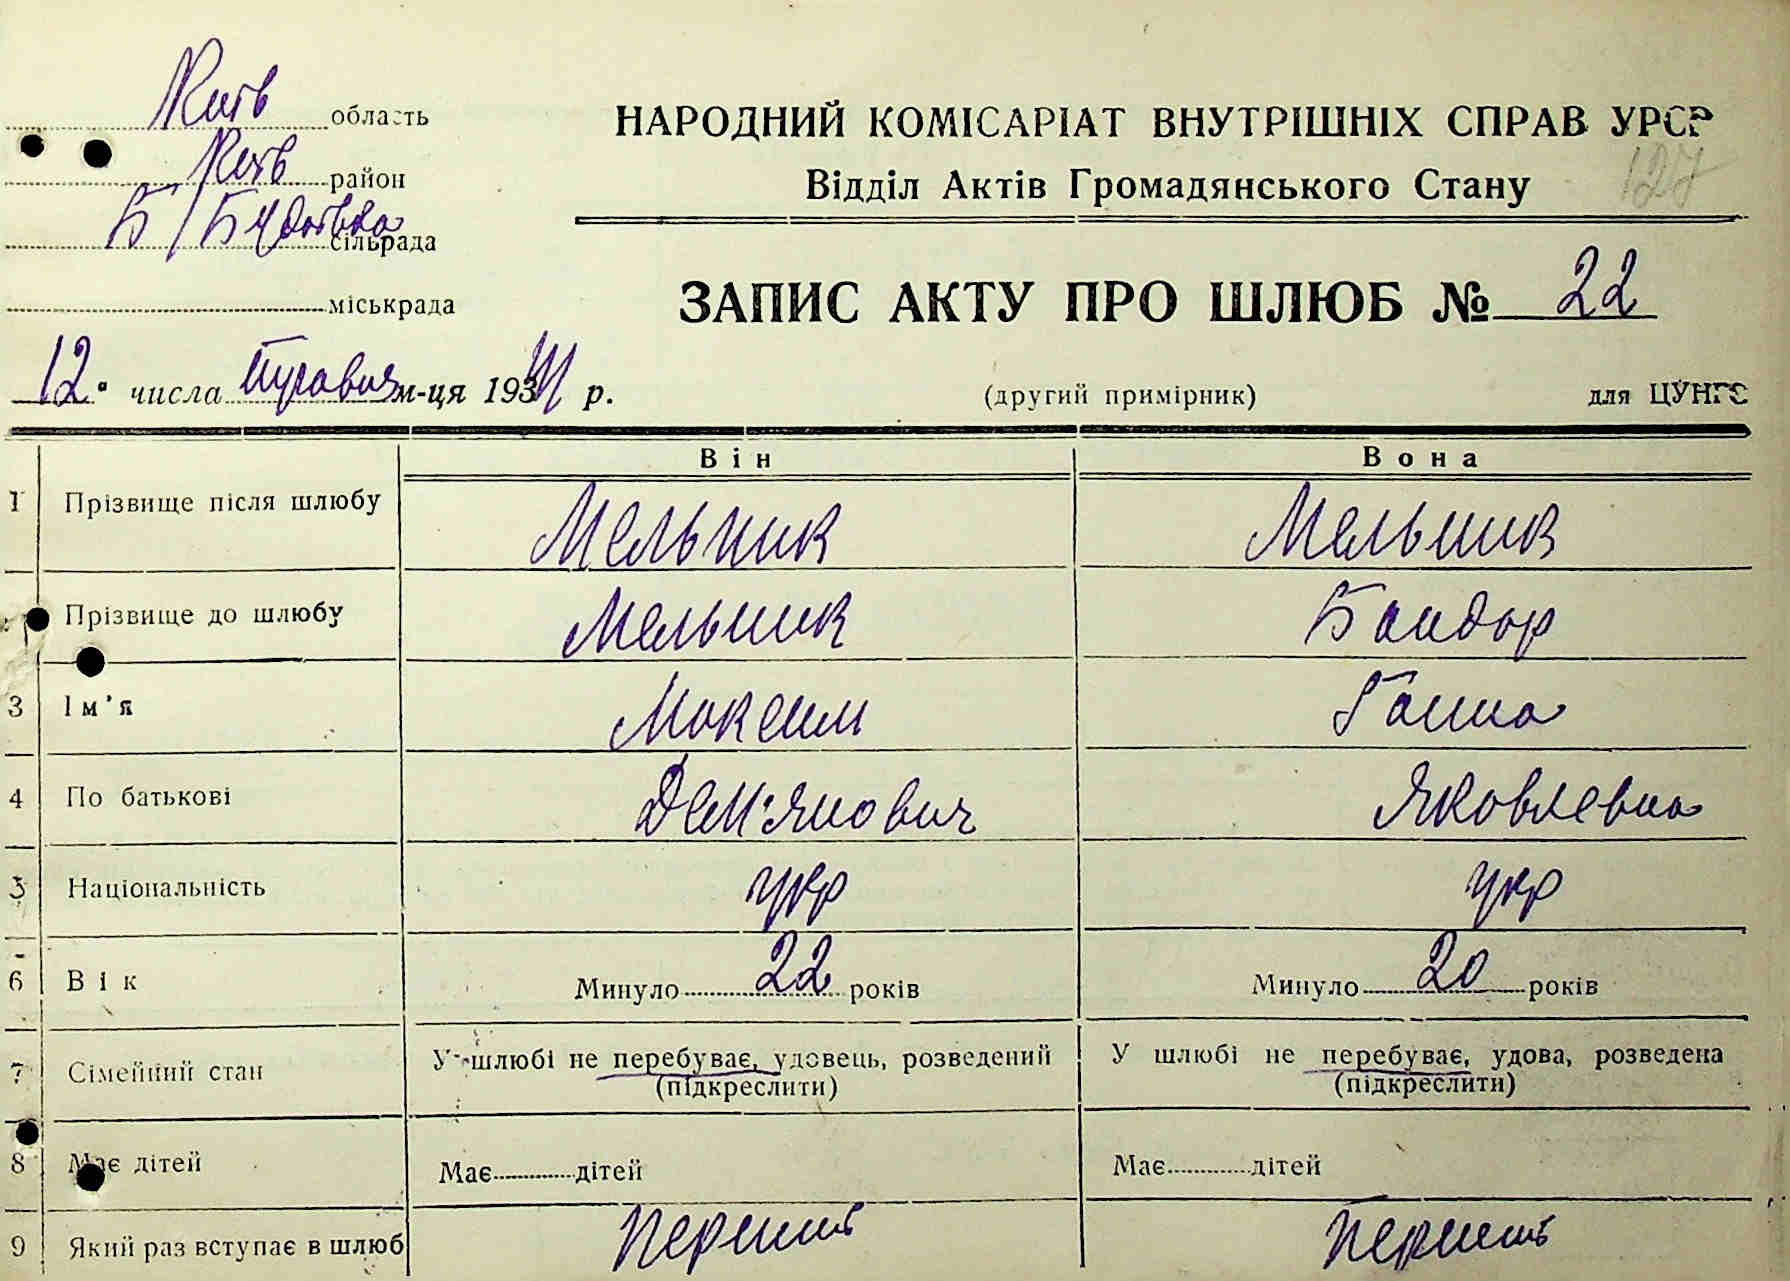 Київ область
Київ район
Б/Будаївка сільрада
міськрада
НАРОДНИЙ КОМІСАРІАТ ВНУТРІШНІХ СПРАВ УРСР
Відділ Актів Громадянського Стану
127
ЗАПИС АКТУ ПРО ШЛЮБ № 22
12 числа травня м-ця 1941 р.
(другий примірник) для ЦУНГО
Він Вона
1 Прізвище після шлюбу Мельник Мельник
Прізвище до шлюбу Мельник Бондар
3 Ім'я Максим Ганна
4 По батькові Дем'янович Яковлевна
5 Національність укр укр
6 Вік Минуло 22 років Минуло 20 років
7 Сімейний стан У шлюбі не перебуває, удовець, розведений (підкреслити) У шлюбі не перебуває, удова, розведена (підкреслити)
8 Має дітей Має дітей Має дітей
9 Який раз вступає в шлюб перший перший